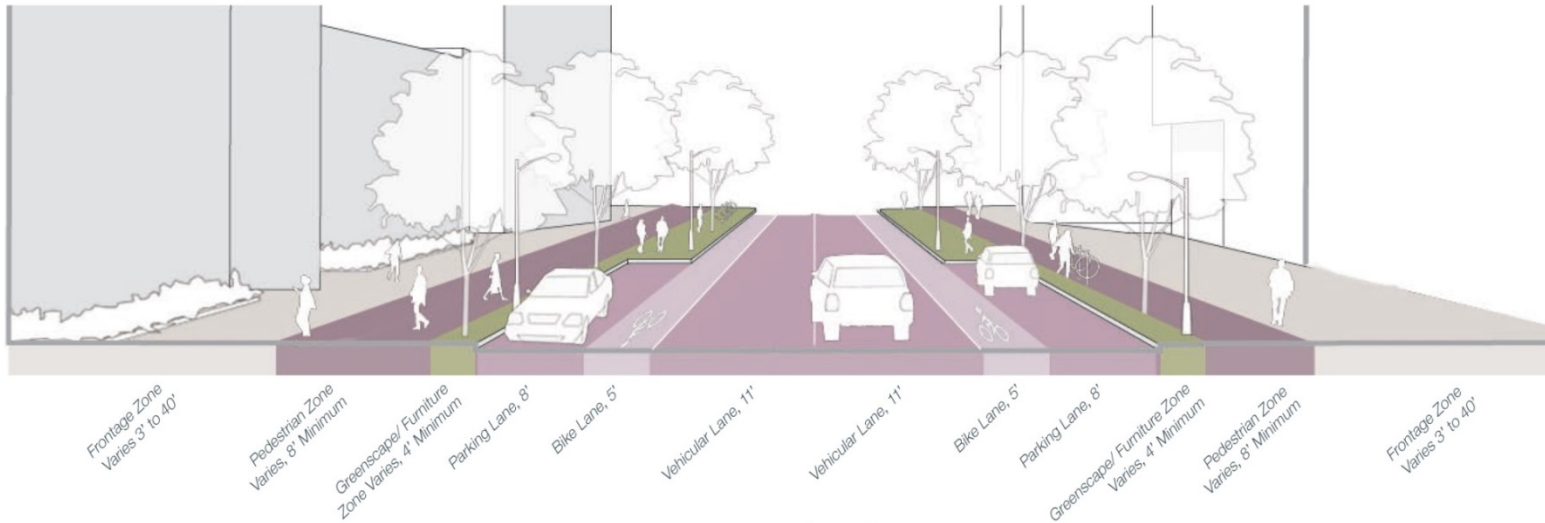 Frontage Zone
Varies 3' to 40'
Pedestrian Zone
Varies, 8' Minimum
Greenscape/ Furniture
Zone Varies, 4' Minimum
Parking Lane, 8'
Bike Lane, 5'
Vehicular Lane, 11'
Vehicular Lane, 11'
Bike Lane, 5'
Parking Lane, 8'
Greenscape/ Furniture Zone
Varies, 4' Minimum
Pedestrian Zone
Varies, 8' Minimum
Frontage Zone
Varies 3' to 40'